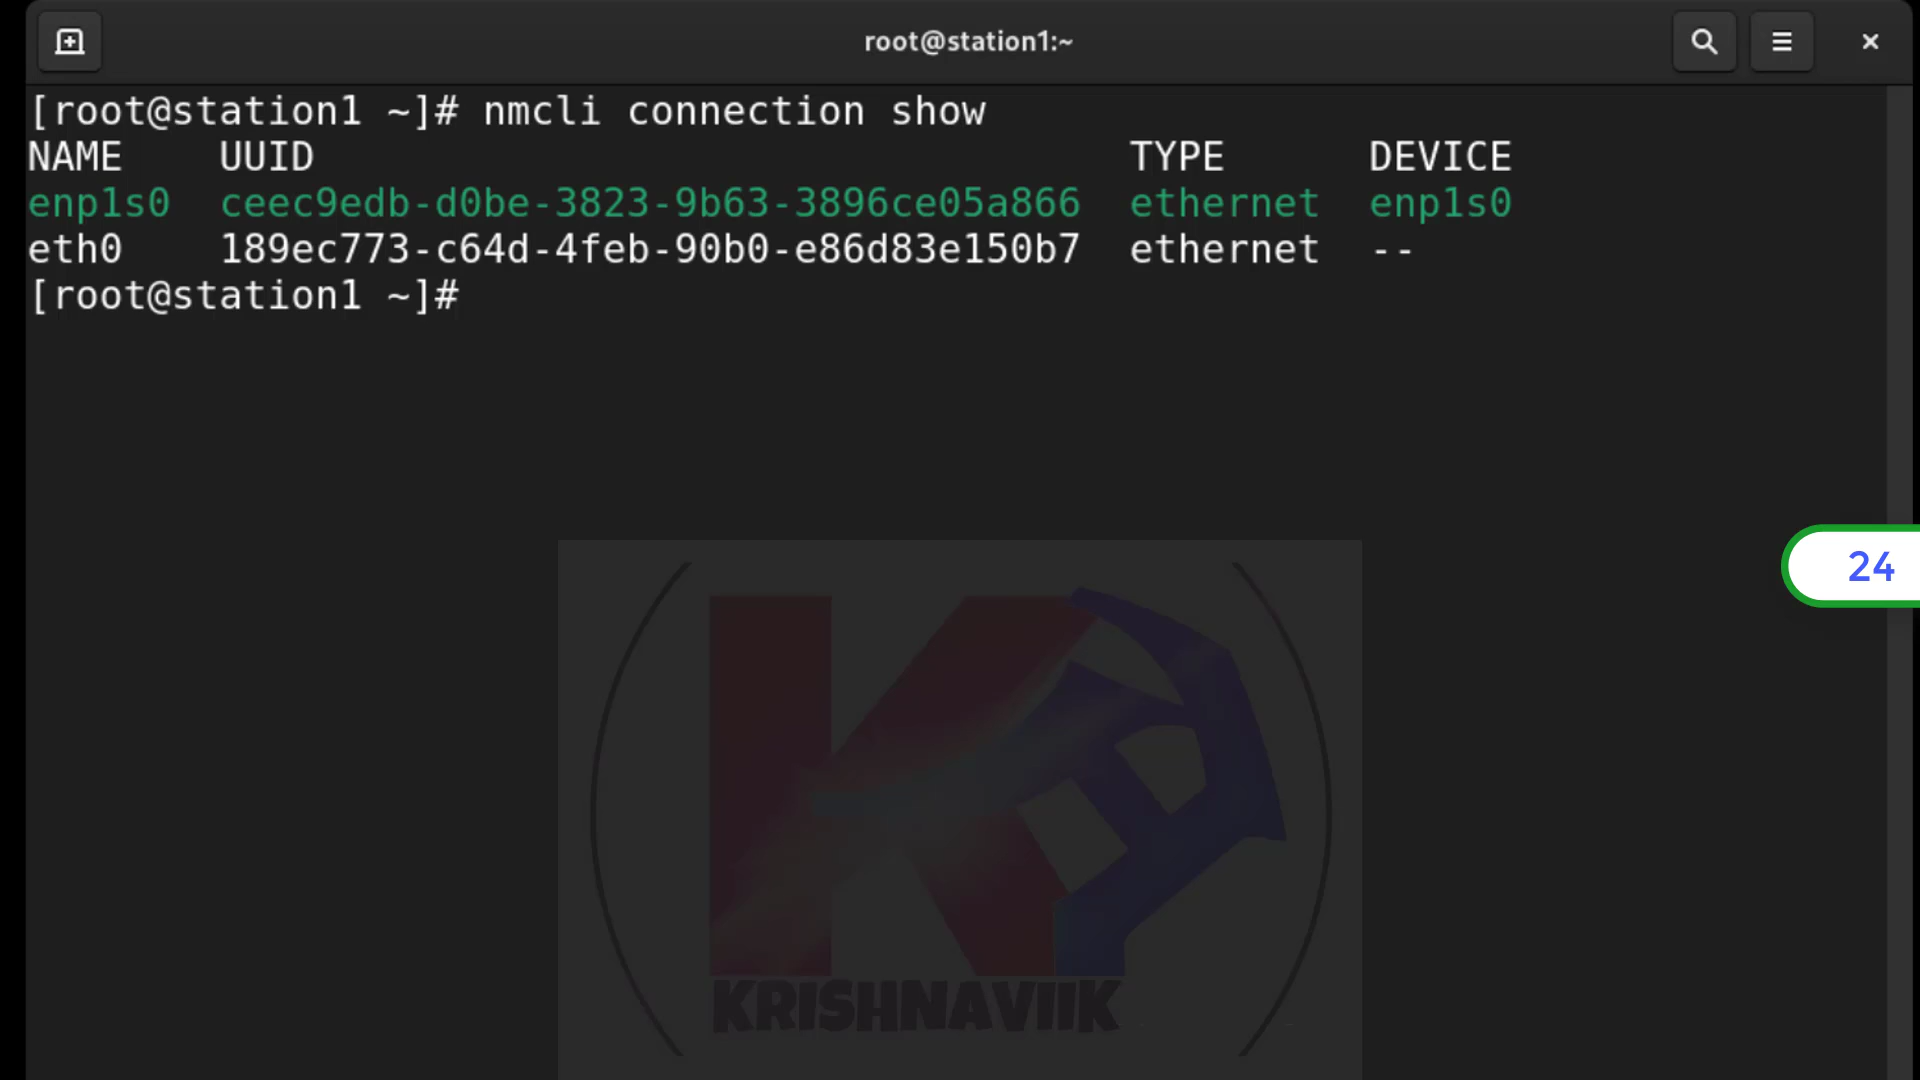 root@station1:~
[root@station1 ~]# nmcli connection show
NAME UUID TYPE DEVICE
enp1s0 ceec9edb-d0be-3823-9b63-3896ce05a866 ethernet enp1s0
eth0 189ec773-c64d-4feb-90b0-e86d83e150b7 ethernet --
[root@station1 ~]#
24
KRISHNAVIIK